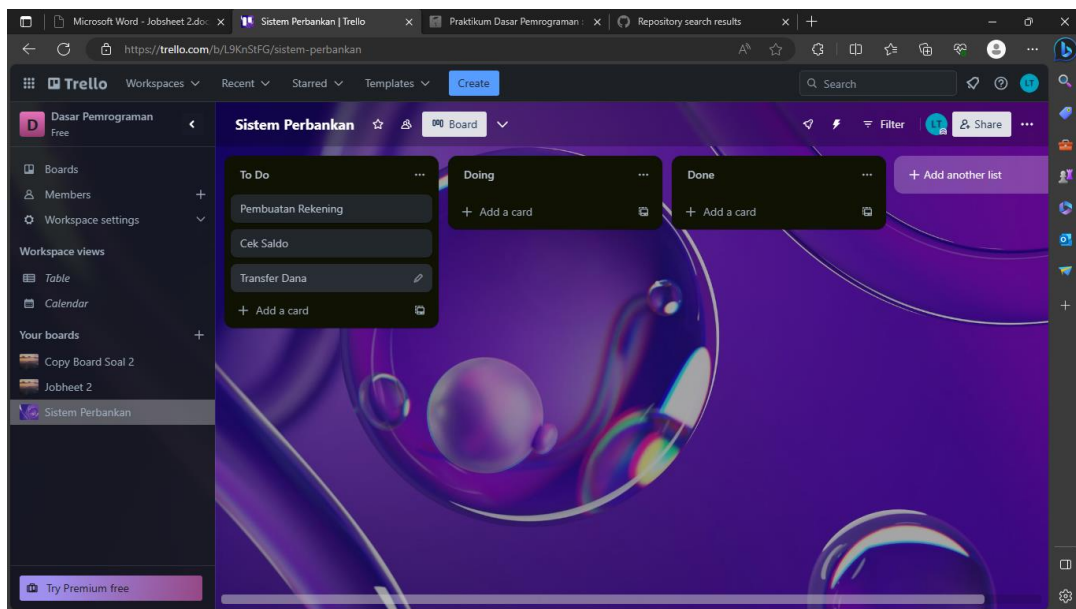 Microsoft Word - Jobsheet 2.doc
Sistem Perbankan | Trello
Praktikum Dasar Pemrograman :
Repository search results
https://trello.com/b/L9KnStFG/sistem-perbankan
Trello
Workspaces
Recent
Starred
Templates
Create
Search
LT
D
Dasar Pemrograman
Free
Sistem Perbankan
Board
Filter
LT
Share
Boards
Members
Workspace settings
Workspace views
Table
Calendar
Your boards
Copy Board Soal 2
Jobheet 2
Sistem Perbankan
Try Premium free
To Do
Pembuatan Rekening
Cek Saldo
Transfer Dana
+ Add a card
Doing
+ Add a card
Done
+ Add a card
+ Add another list